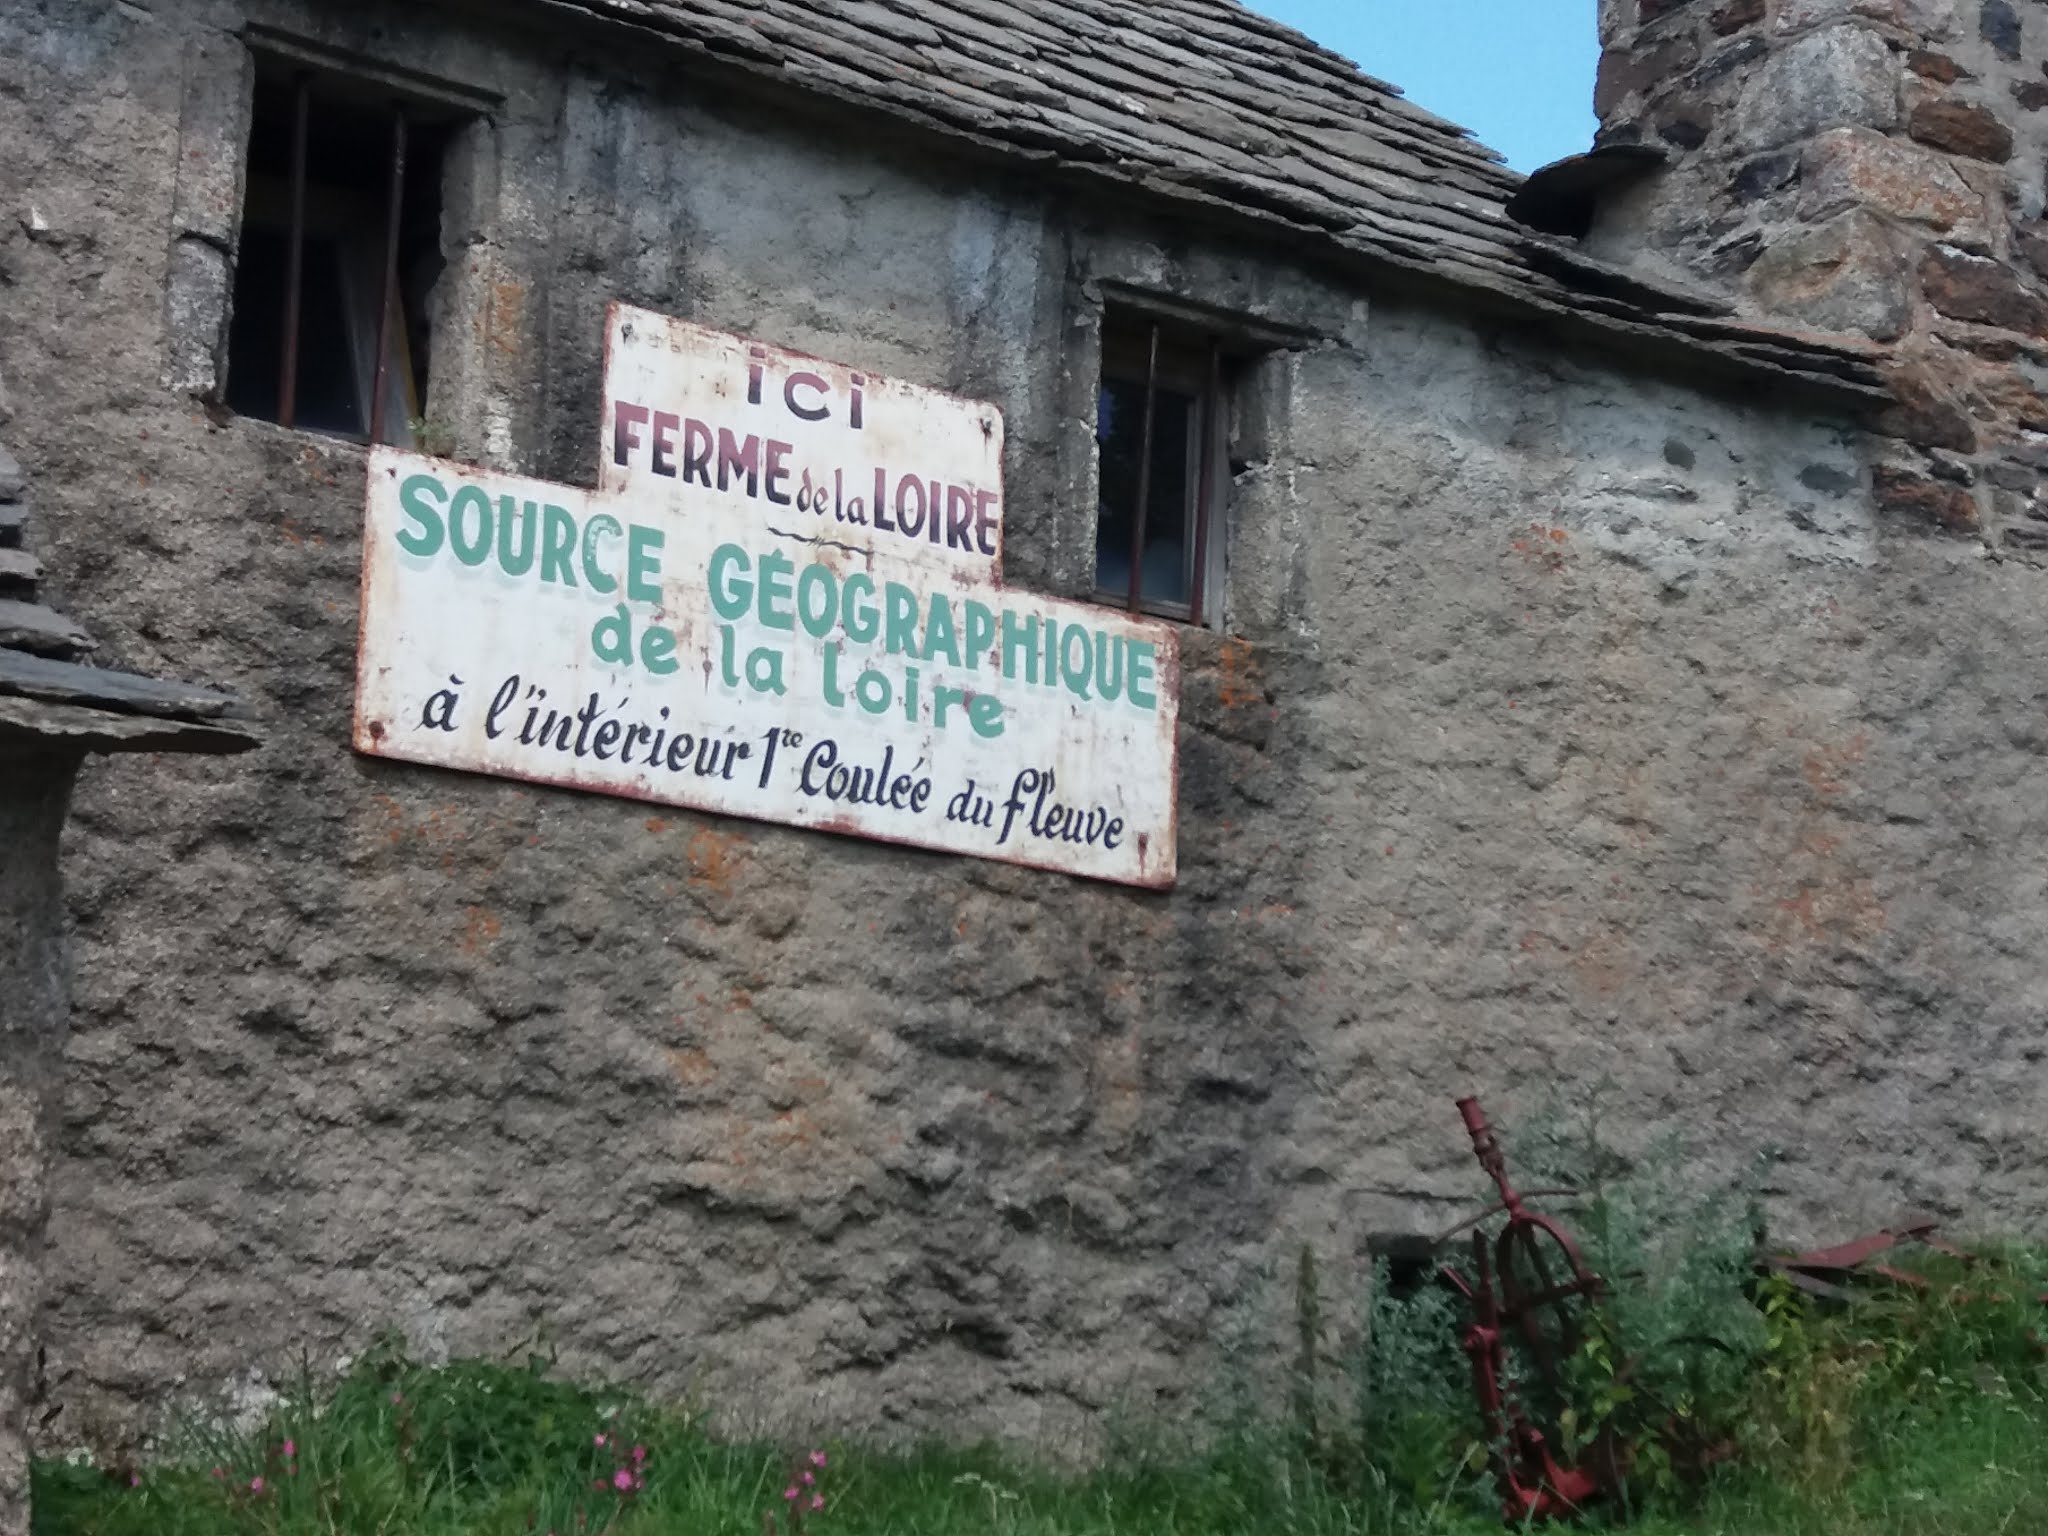 ici
FERME de la LOIRE
SOURCE GÉOGRAPHIQUE
de la Loire
à l'intérieur 1re Coulée du fleuve